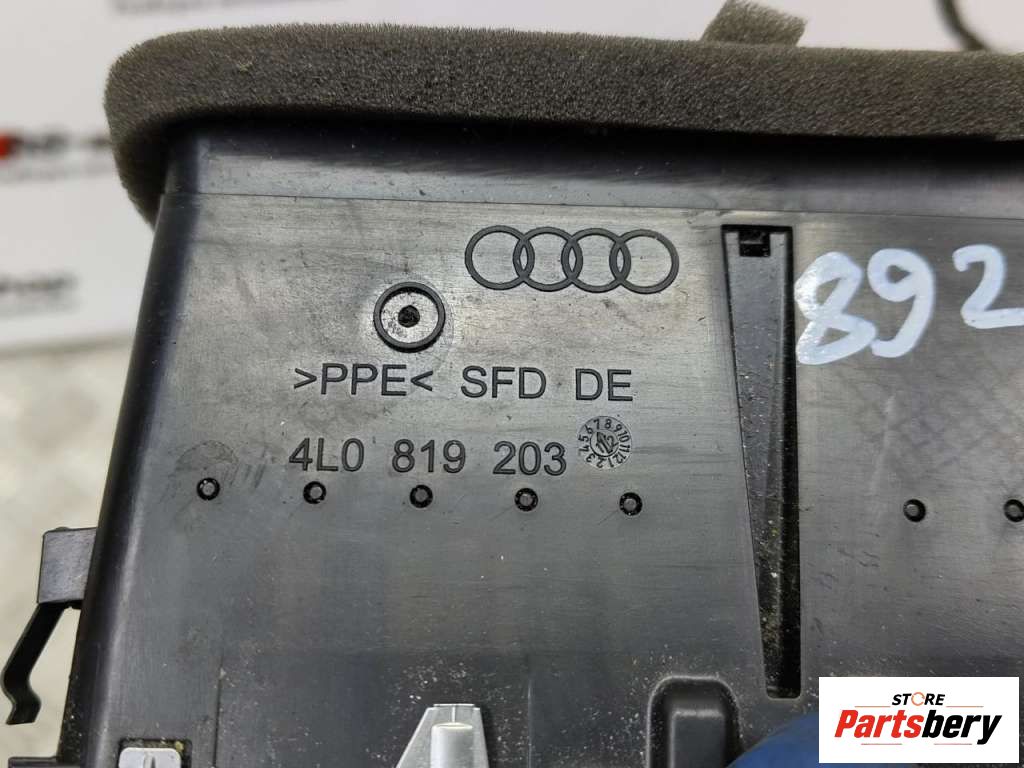 892
>PPE< SFD DE
4L0 819 203
STORE
Partsbery